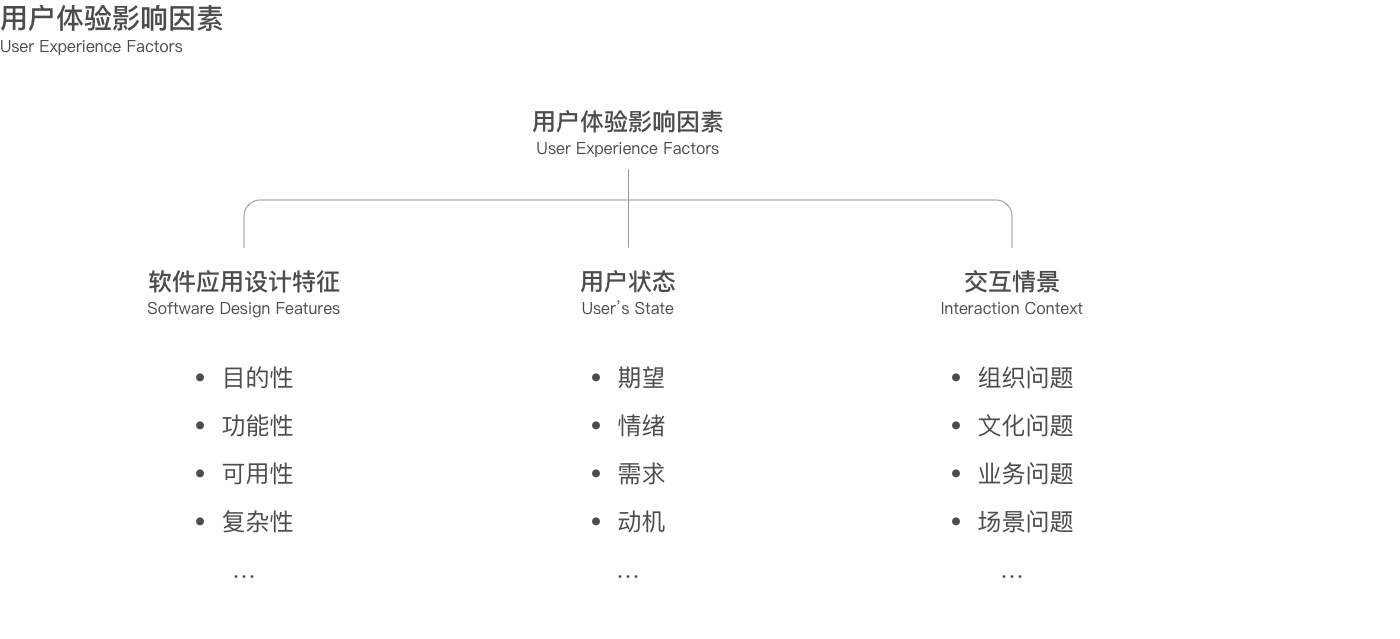 用户体验影响因素
User Experience Factors
用户体验影响因素
User Experience Factors
软件应用设计特征
Software Design Features
• 目的性
• 功能性
• 可用性
• 复杂性
...
用户状态
User's State
• 期望
• 情绪
• 需求
• 动机
...
交互情景
Interaction Context
• 组织问题
• 文化问题
• 业务问题
• 场景问题
...